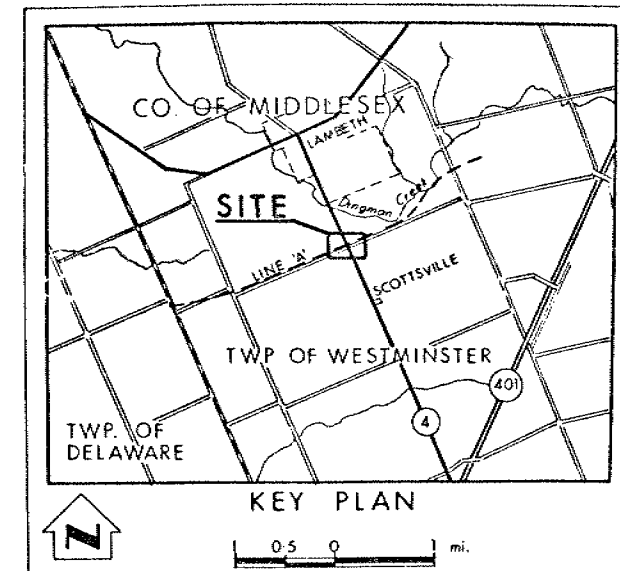 CO. OF MIDDLESEX
LAMBETH
Dingman Creek
SITE
LINE 'A'
SCOTTSVILLE
TWP OF WESTMINSTER
401
4
TWP. OF
DELAWARE
KEY PLAN
N
0·5 0 1 mi.